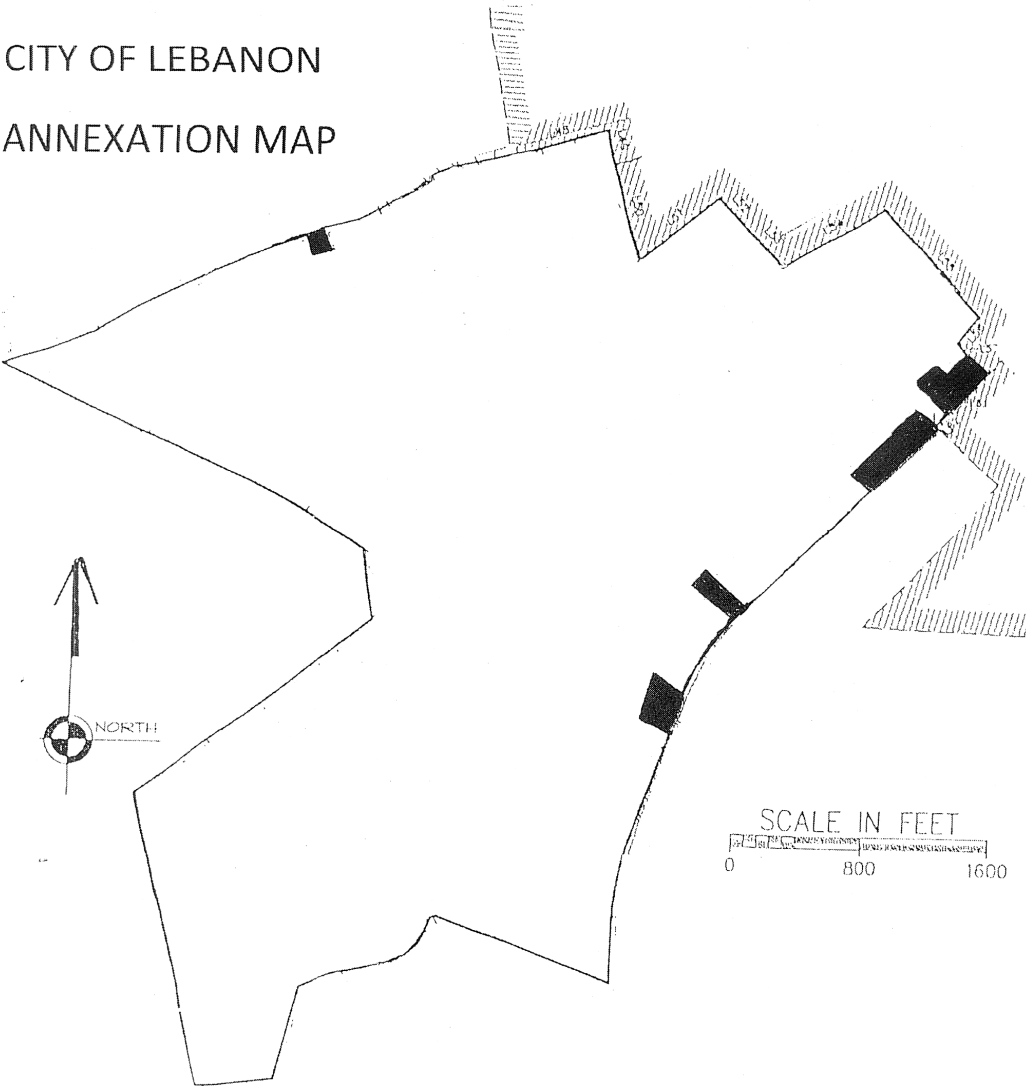 CITY OF LEBANON
ANNEXATION MAP
NORTH
SCALE IN FEET
0 800 1600